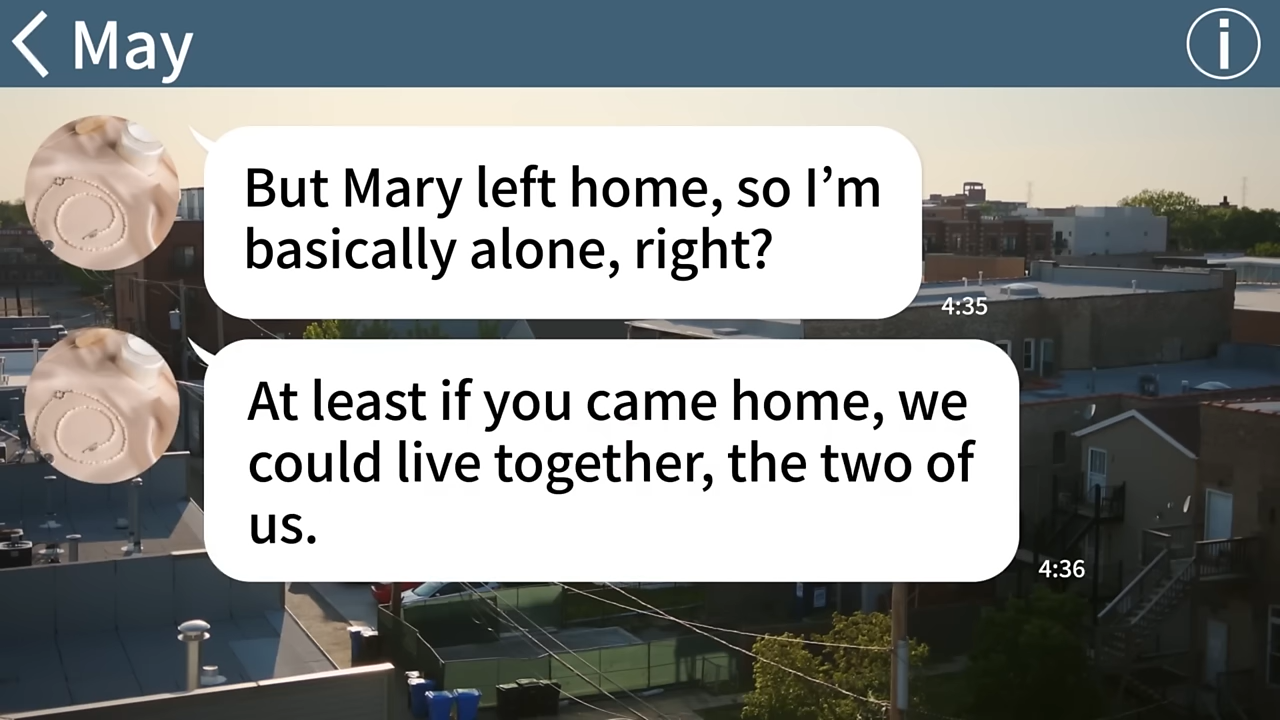 May
But Mary left home, so I’m
basically alone, right?
4:35
At least if you came home, we
could live together, the two of
us.
4:36